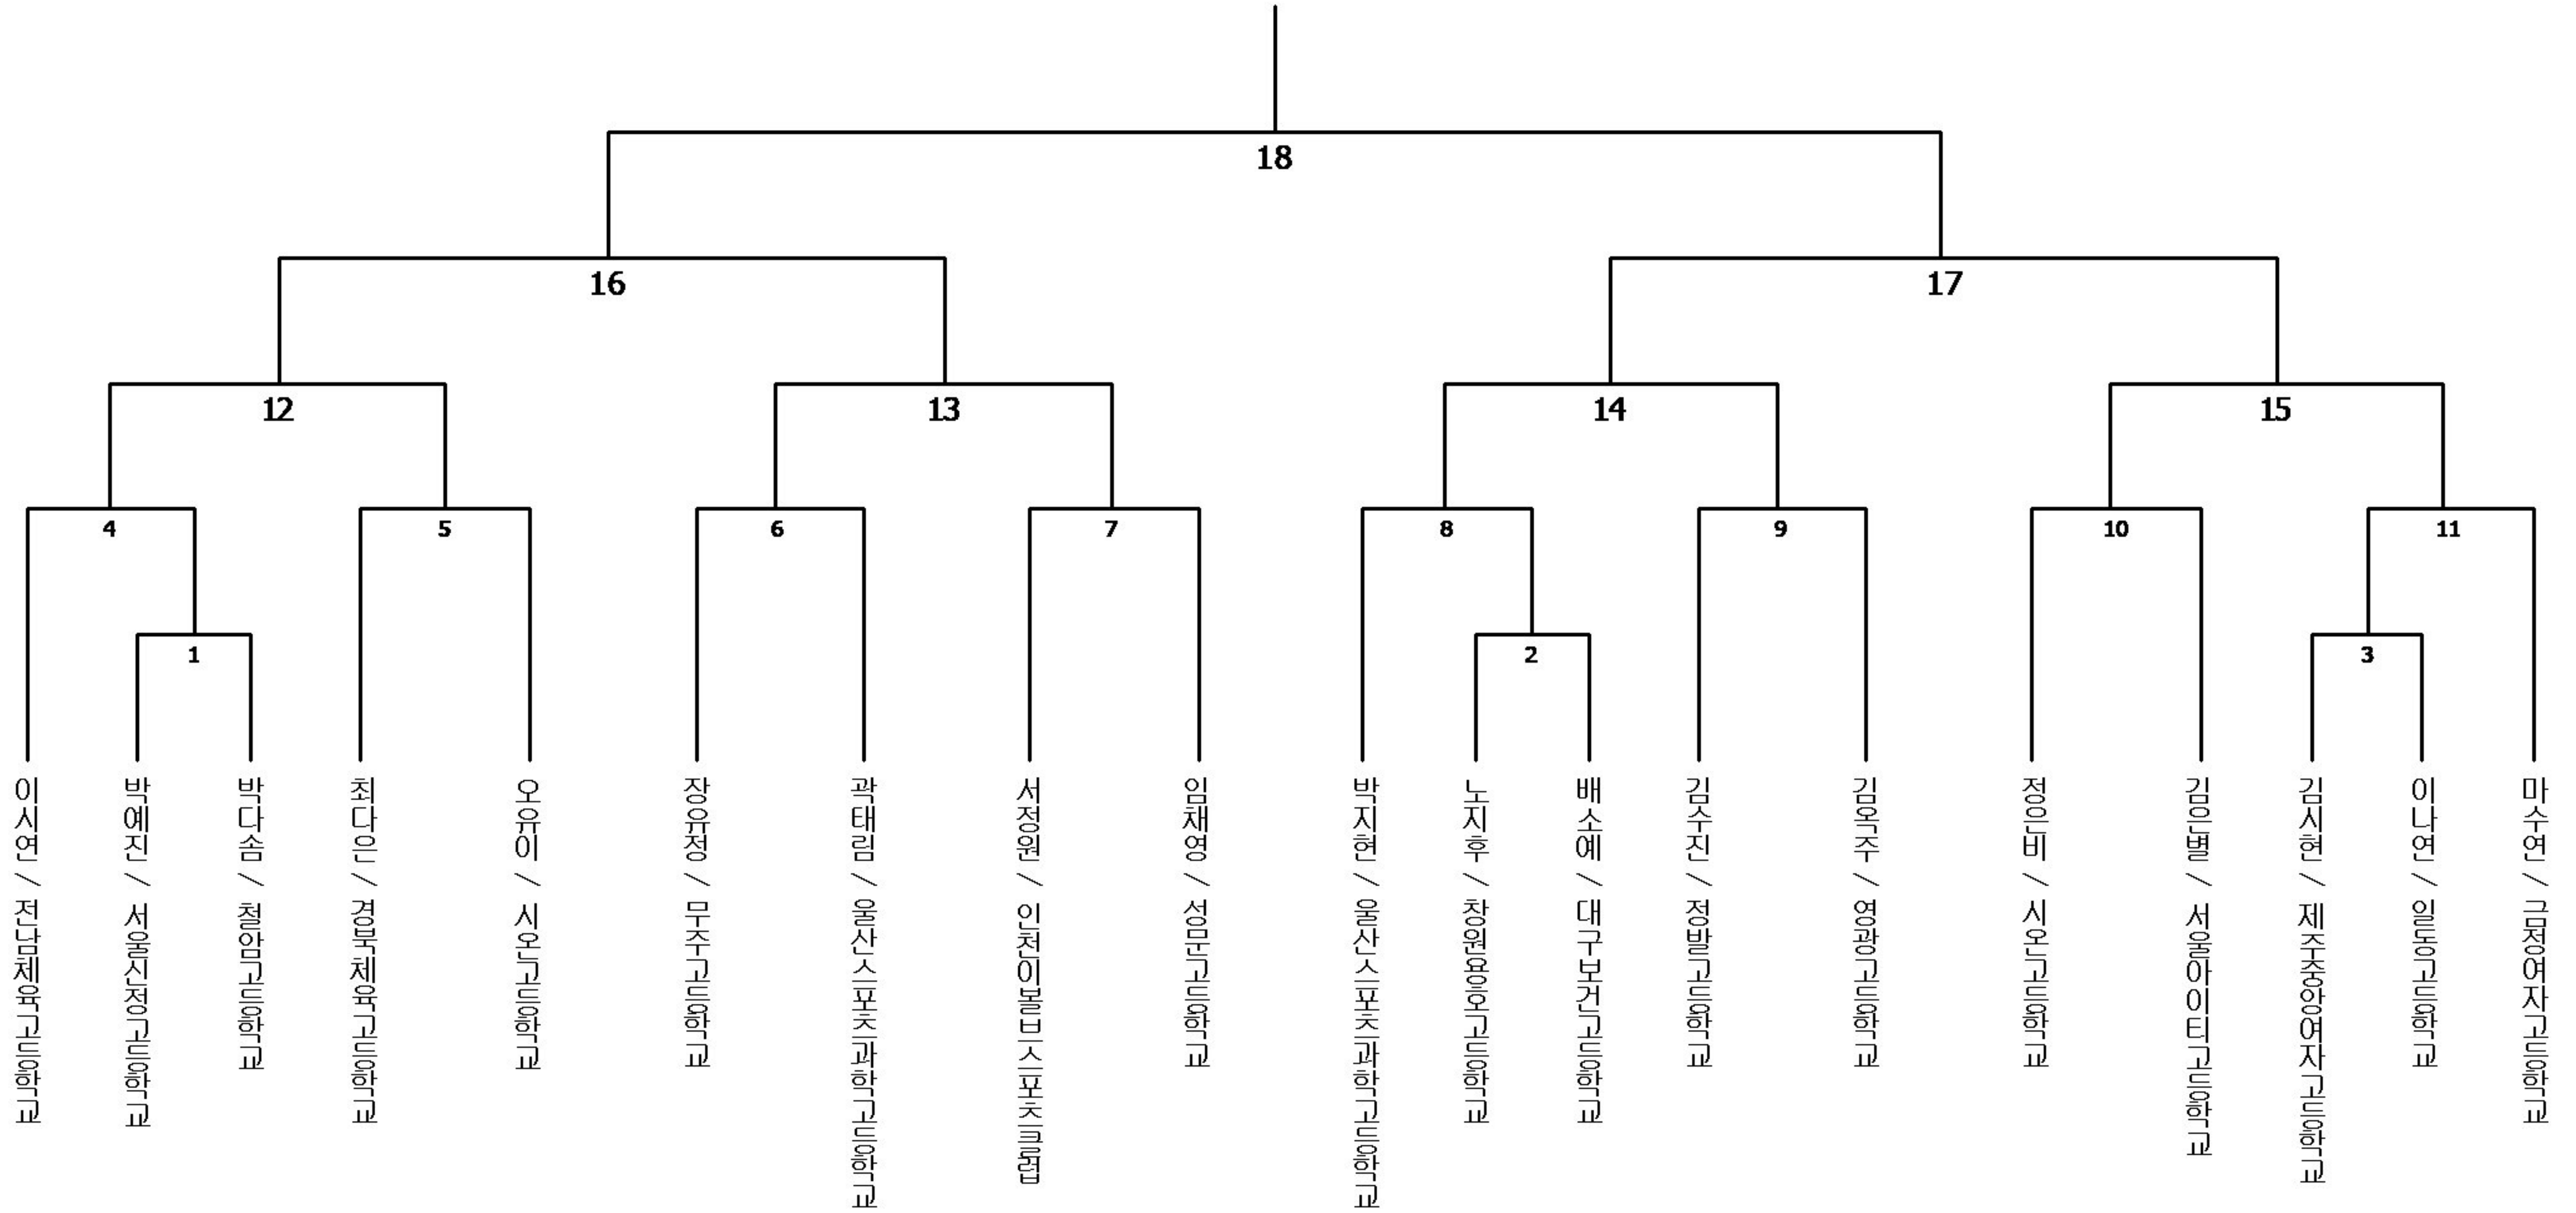 18
16
17
12
13
14
15
4
5
6
7
8
9
10
11
1
2
3
이시연 / 전남체육고등학교
박예진 / 서울신정고등학교
박다솜 / 철암고등학교
최다은 / 경북체육고등학교
오유이 / 시온고등학교
장유정 / 무주고등학교
곽태림 / 울산스포츠과학고등학교
서정원 / 인천이볼브스포츠클럽
임채영 / 성문고등학교
박지현 / 울산스포츠과학고등학교
노지후 / 창원용호고등학교
배소예 / 대구보건고등학교
김수진 / 정발고등학교
김옥주 / 영광고등학교
정은비 / 시온고등학교
김은별 / 서울아이티고등학교
김시현 / 제주중앙여자고등학교
이나연 / 일동고등학교
마수연 / 금정여자고등학교